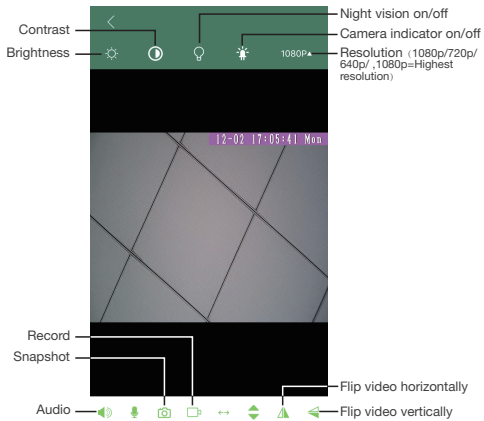 Night vision on/off
Contrast
Camera indicator on/off
Brightness
Resolution（1080p/720p/
640p/ ,1080p=Highest
resolution）
1080P▲
12-02 17:05:41 Mon
Record
Snapshot
Flip video horizontally
Audio
Flip video vertically